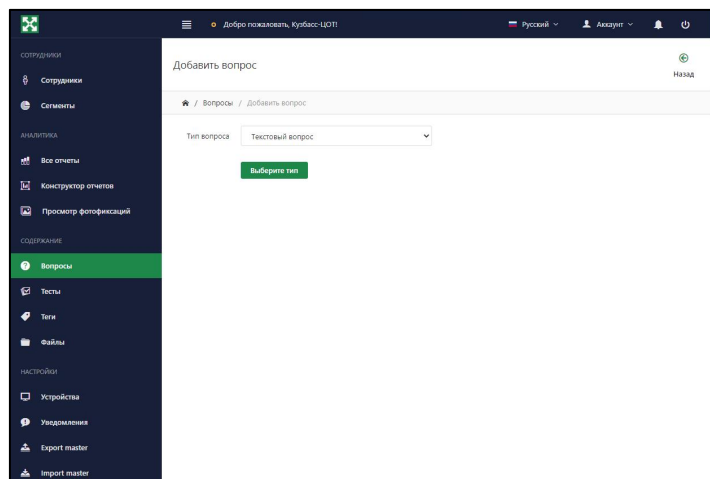 Добро пожаловать, Кузбасс-ЦОТ!
Русский
Аккаунт
СОТРУДНИКИ
Сотрудники
Сегменты
АНАЛИТИКА
Все отчеты
Конструктор отчетов
Просмотр фотофиксаций
СОДЕРЖАНИЕ
Вопросы
Тесты
Теги
Файлы
НАСТРОЙКИ
Устройства
Уведомления
Export master
Import master
Добавить вопрос
Назад
/ Вопросы / Добавить вопрос
Тип вопроса
Текстовый вопрос
Выберите тип